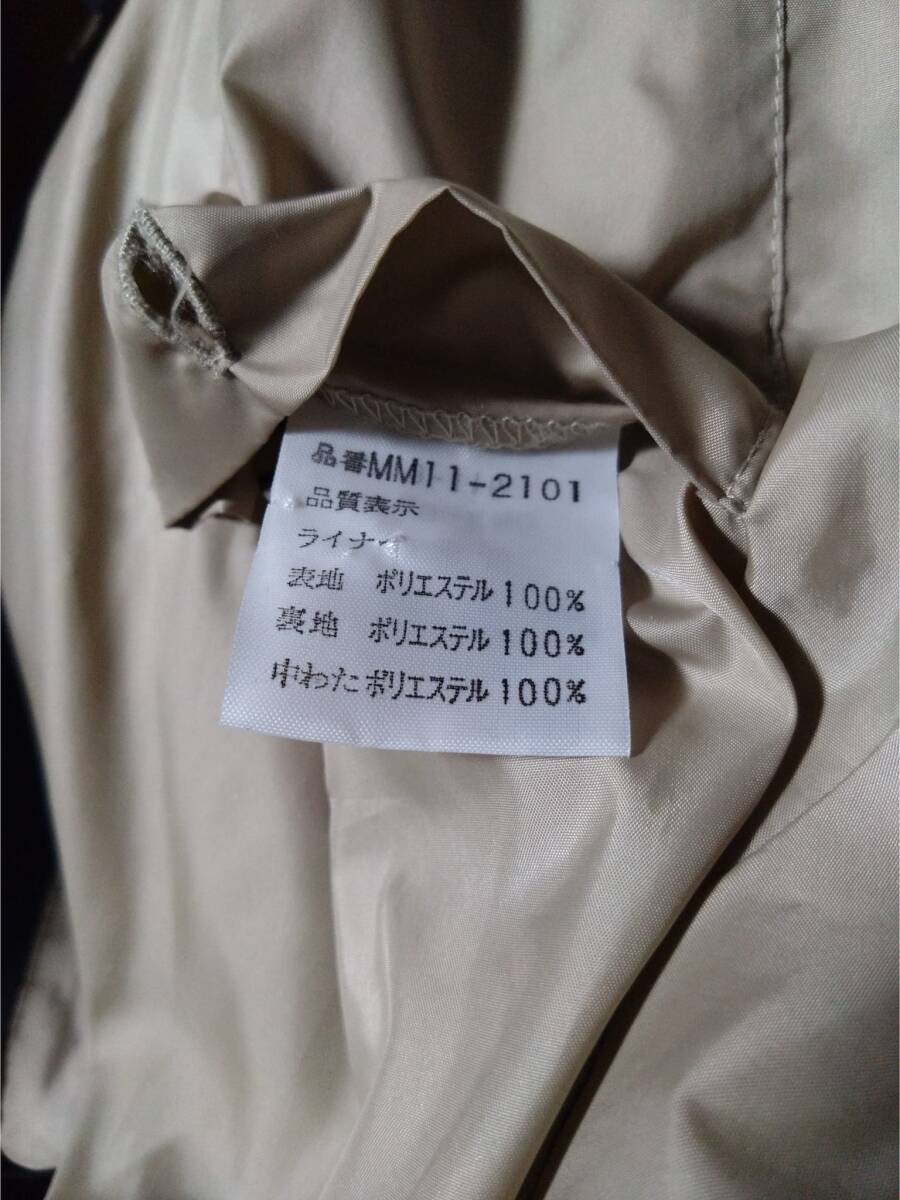 品番MM11-2101
品質表示
ライナー
表地 ポリエステル100%
裏地 ポリエステル100%
中わたポリエステル100%